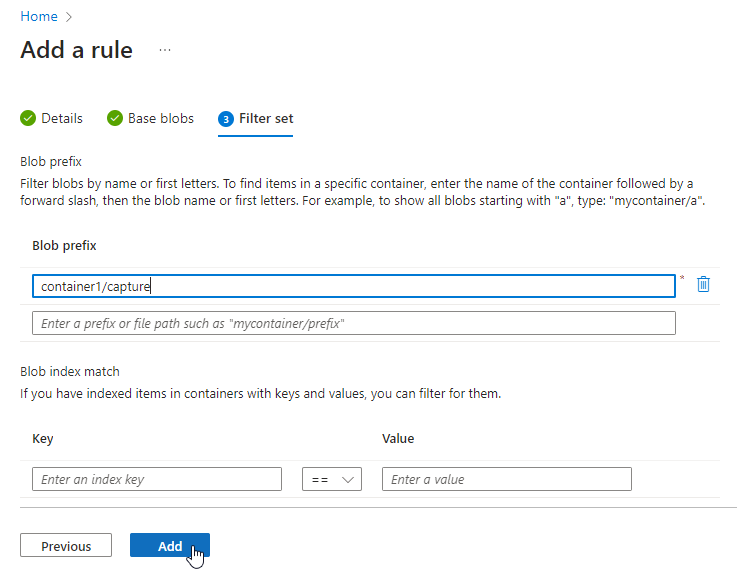 Home >
Add a rule ...
Details Base blobs 3 Filter set
Blob prefix
Filter blobs by name or first letters. To find items in a specific container, enter the name of the container followed by a
forward slash, then the blob name or first letters. For example, to show all blobs starting with "a", type: "mycontainer/a".
Blob prefix
container1/capture *
Enter a prefix or file path such as "mycontainer/prefix"
Blob index match
If you have indexed items in containers with keys and values, you can filter for them.
Key Value
Enter an index key == Enter a value
Previous Add